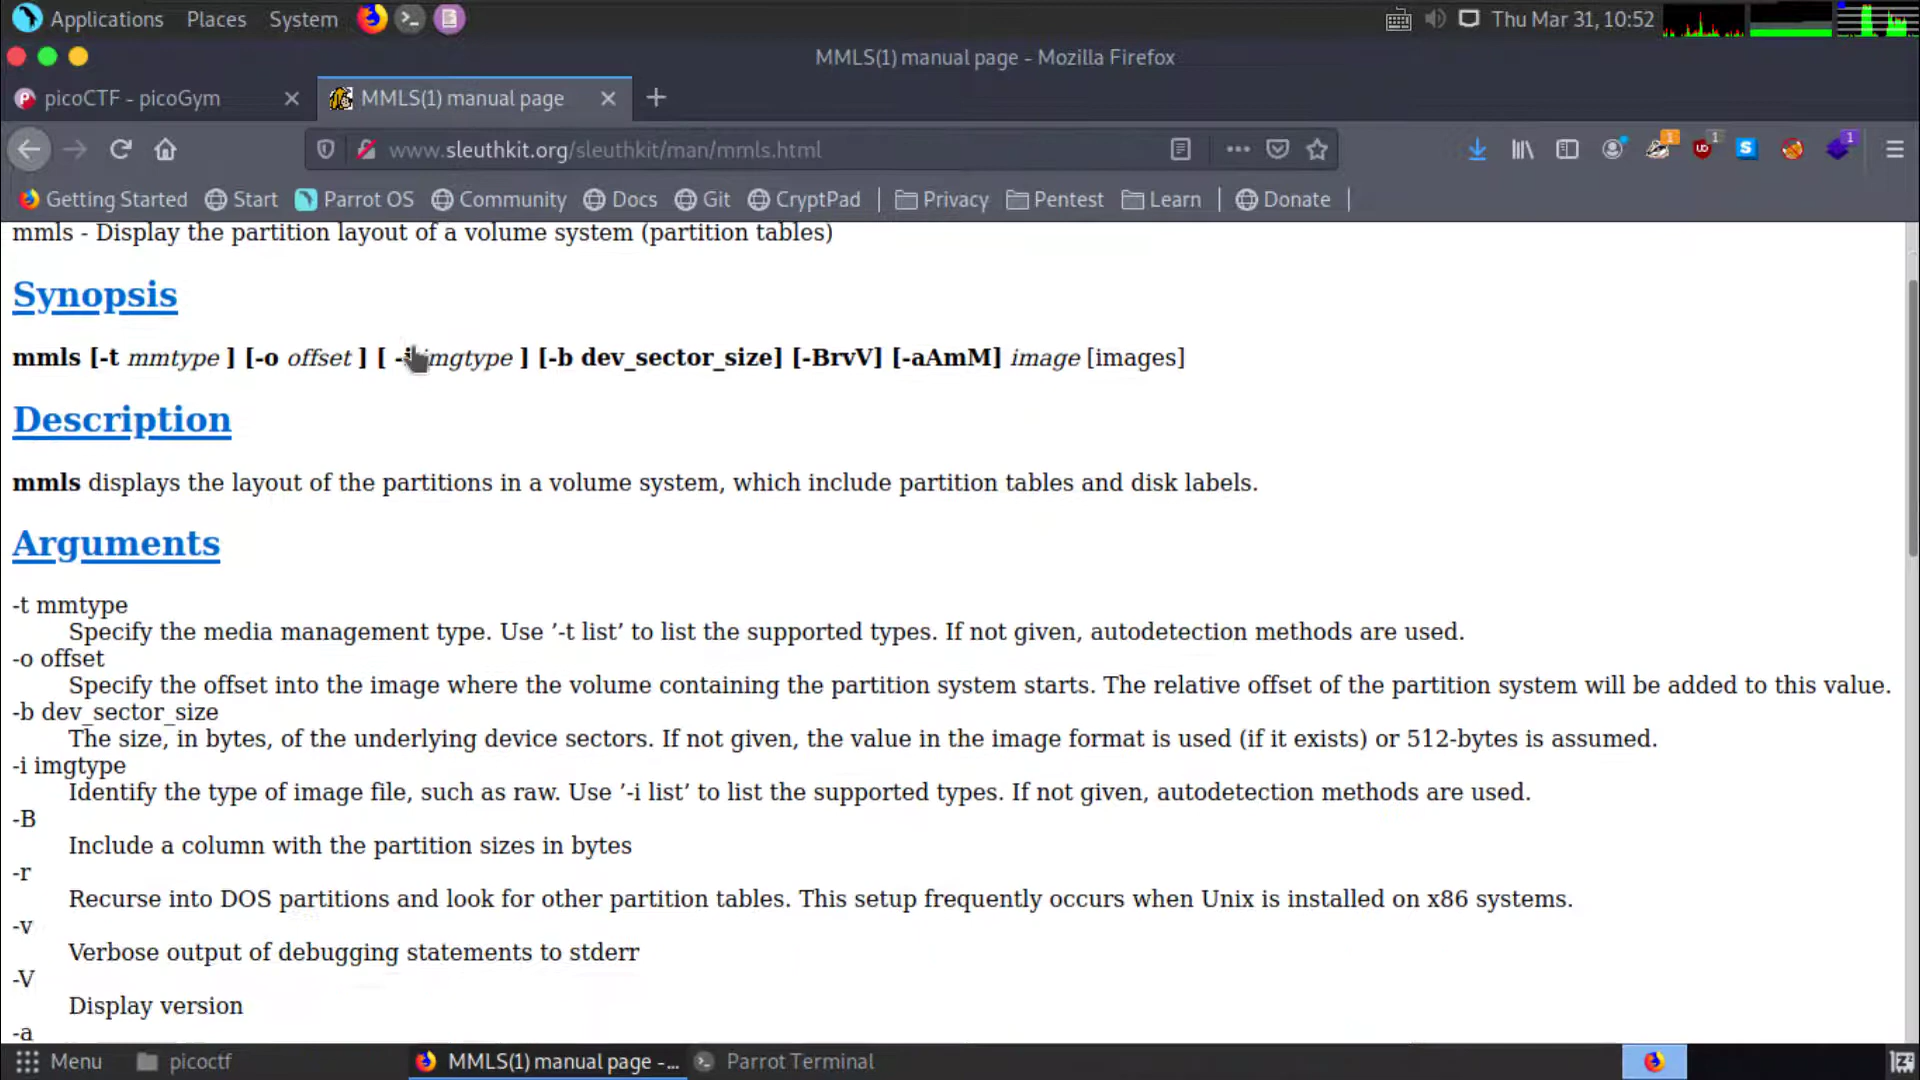 Applications Places System Thu Mar 31, 10:52
MMLS(1) manual page - Mozilla Firefox
picoCTF - picoGym MMLS(1) manual page
www.sleuthkit.org/sleuthkit/man/mmls.html
Getting Started Start Parrot OS Community Docs Git CryptPad Privacy Pentest Learn Donate
mmls - Display the partition layout of a volume system (partition tables)
Synopsis
mmls [-t mmtype ] [-o offset ] [ -i imgtype ] [-b dev_sector_size] [-BrvV] [-aAmM] image [images]
Description
mmls displays the layout of the partitions in a volume system, which include partition tables and disk labels.
Arguments
-t mmtype
Specify the media management type. Use ’-t list’ to list the supported types. If not given, autodetection methods are used.
-o offset
Specify the offset into the image where the volume containing the partition system starts. The relative offset of the partition system will be added to this value.
-b dev_sector_size
The size, in bytes, of the underlying device sectors. If not given, the value in the image format is used (if it exists) or 512-bytes is assumed.
-i imgtype
Identify the type of image file, such as raw. Use ’-i list’ to list the supported types. If not given, autodetection methods are used.
-B
Include a column with the partition sizes in bytes
-r
Recurse into DOS partitions and look for other partition tables. This setup frequently occurs when Unix is installed on x86 systems.
-v
Verbose output of debugging statements to stderr
-V
Display version
-a
Menu picoctf MMLS(1) manual page -... Parrot Terminal